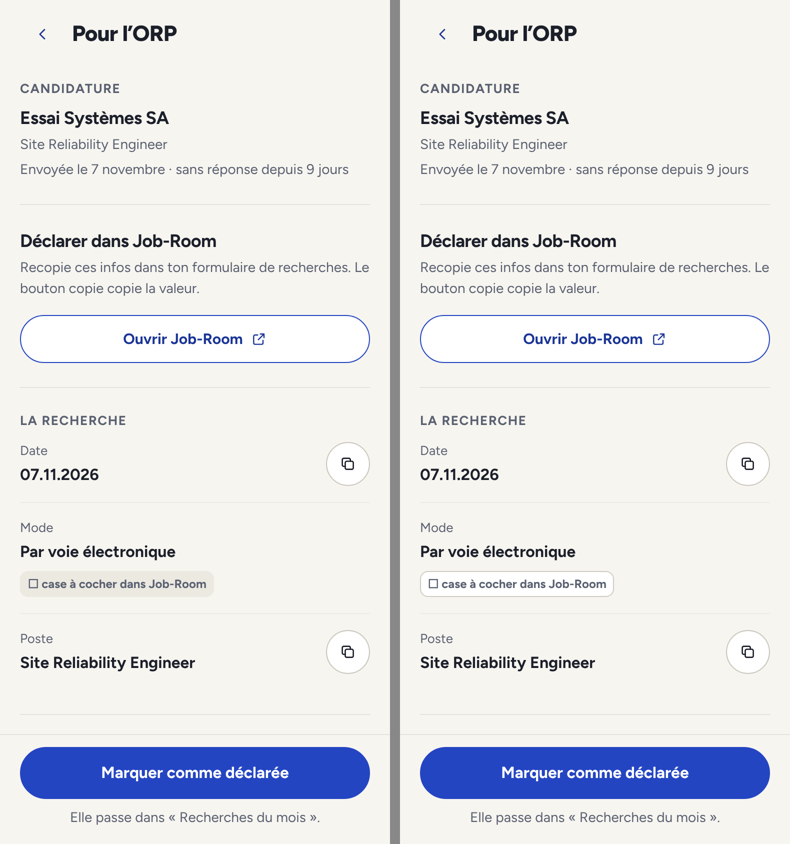 Pour l’ORP
CANDIDATURE
Essai Systèmes SA
Site Reliability Engineer
Envoyée le 7 novembre · sans réponse depuis 9 jours
Déclarer dans Job-Room
Recopie ces infos dans ton formulaire de recherches. Le
bouton copie copie la valeur.
Ouvrir Job-Room
LA RECHERCHE
Date
07.11.2026
Mode
Par voie électronique
☐ case à cocher dans Job-Room
Poste
Site Reliability Engineer
Marquer comme déclarée
Elle passe dans « Recherches du mois ».
Pour l’ORP
CANDIDATURE
Essai Systèmes SA
Site Reliability Engineer
Envoyée le 7 novembre · sans réponse depuis 9 jours
Déclarer dans Job-Room
Recopie ces infos dans ton formulaire de recherches. Le
bouton copie copie la valeur.
Ouvrir Job-Room
LA RECHERCHE
Date
07.11.2026
Mode
Par voie électronique
☐ case à cocher dans Job-Room
Poste
Site Reliability Engineer
Marquer comme déclarée
Elle passe dans « Recherches du mois ».